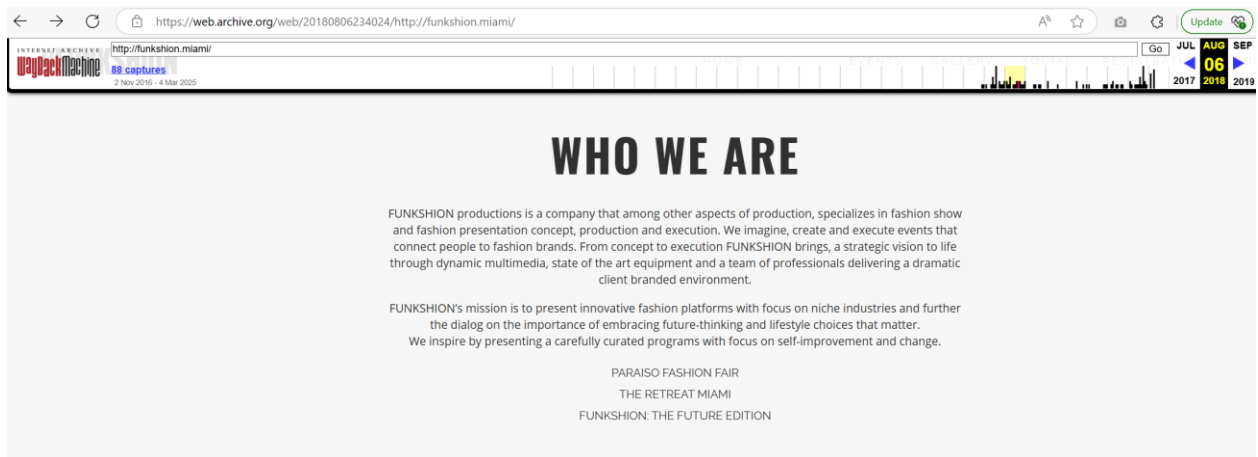 https://web.archive.org/web/20180806234024/http://funkshion.miami/
Update
INTERNET ARCHIVE
WayBackMachine
http://funkshion.miami/
Go
JUL AUG SEP
88 captures
06
2 Nov 2016 - 4 Mar 2025
2017 2018 2019
HOME EVENTS GALLERY SOCIAL
WHO WE ARE
FUNKSHION productions is a company that among other aspects of production, specializes in fashion show
and fashion presentation concept, production and execution. We imagine, create and execute events that
connect people to fashion brands. From concept to execution FUNKSHION brings, a strategic vision to life
through dynamic multimedia, state of the art equipment and a team of professionals delivering a dramatic
client branded environment.
FUNKSHION's mission is to present innovative fashion platforms with focus on niche industries and further
the dialog on the importance of embracing future-thinking and lifestyle choices that matter.
We inspire by presenting a carefully curated programs with focus on self-improvement and change.
PARAISO FASHION FAIR
THE RETREAT MIAMI
FUNKSHION: THE FUTURE EDITION